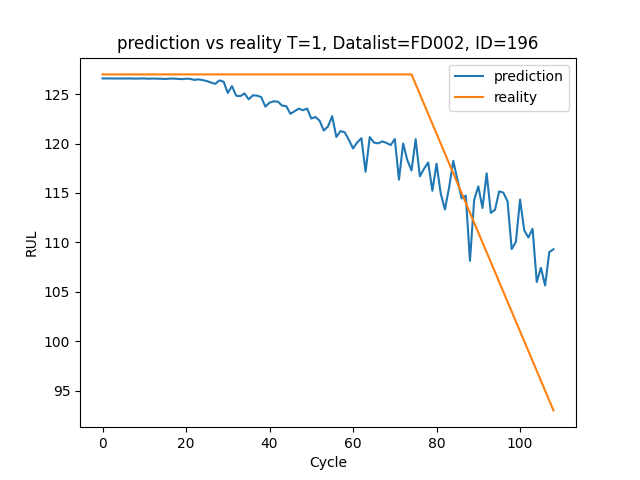 prediction vs reality T=1, Datalist=FD002, ID=196
prediction
reality
RUL
125
120
115
110
105
100
95
0 20 40 60 80 100
Cycle